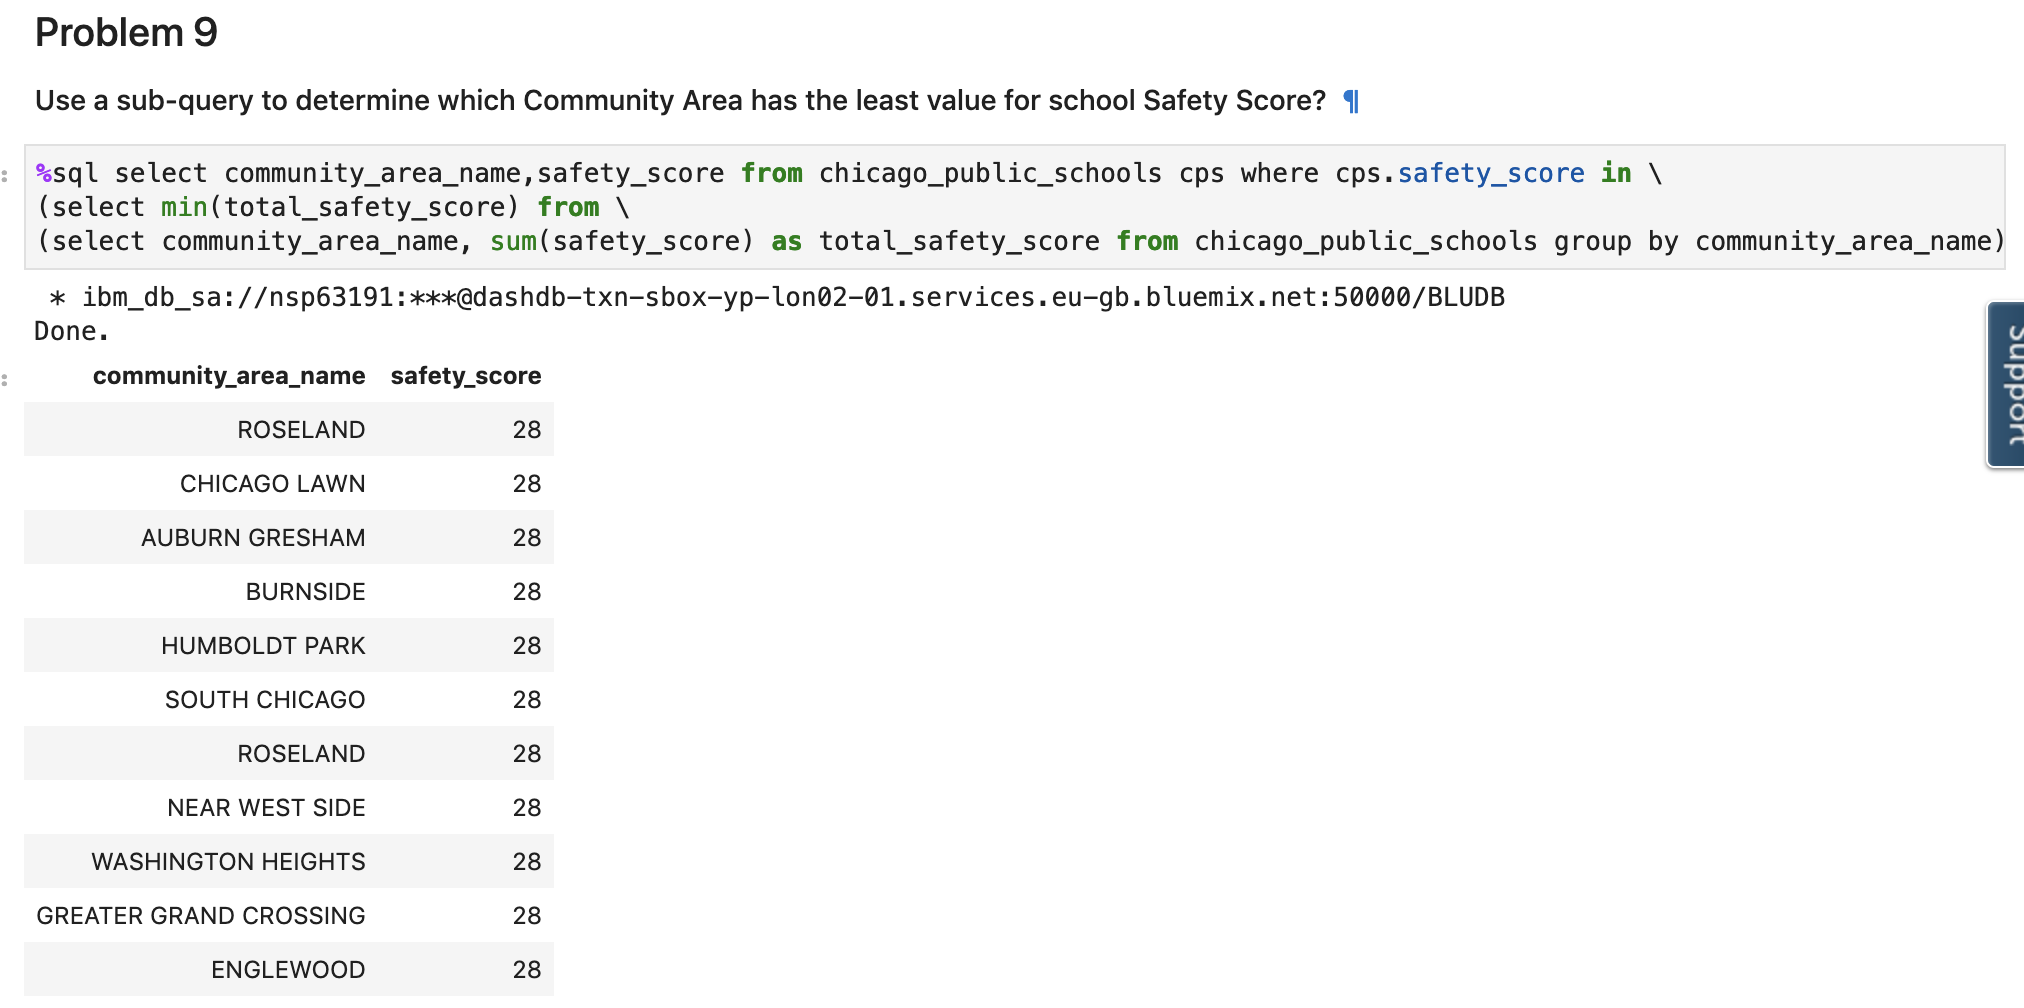 Problem 9
Use a sub-query to determine which Community Area has the least value for school Safety Score? ¶
%sql select community_area_name,safety_score from chicago_public_schools cps where cps.safety_score in \
(select min(total_safety_score) from \
(select community_area_name, sum(safety_score) as total_safety_score from chicago_public_schools group by community_area_name)
* ibm_db_sa://nsp63191:***@dashdb-txn-sbox-yp-lon02-01.services.eu-gb.bluemix.net:50000/BLUDB
Done.
Support
community_area_name safety_score
ROSELAND 28
CHICAGO LAWN 28
AUBURN GRESHAM 28
BURNSIDE 28
HUMBOLDT PARK 28
SOUTH CHICAGO 28
ROSELAND 28
NEAR WEST SIDE 28
WASHINGTON HEIGHTS 28
GREATER GRAND CROSSING 28
ENGLEWOOD 28